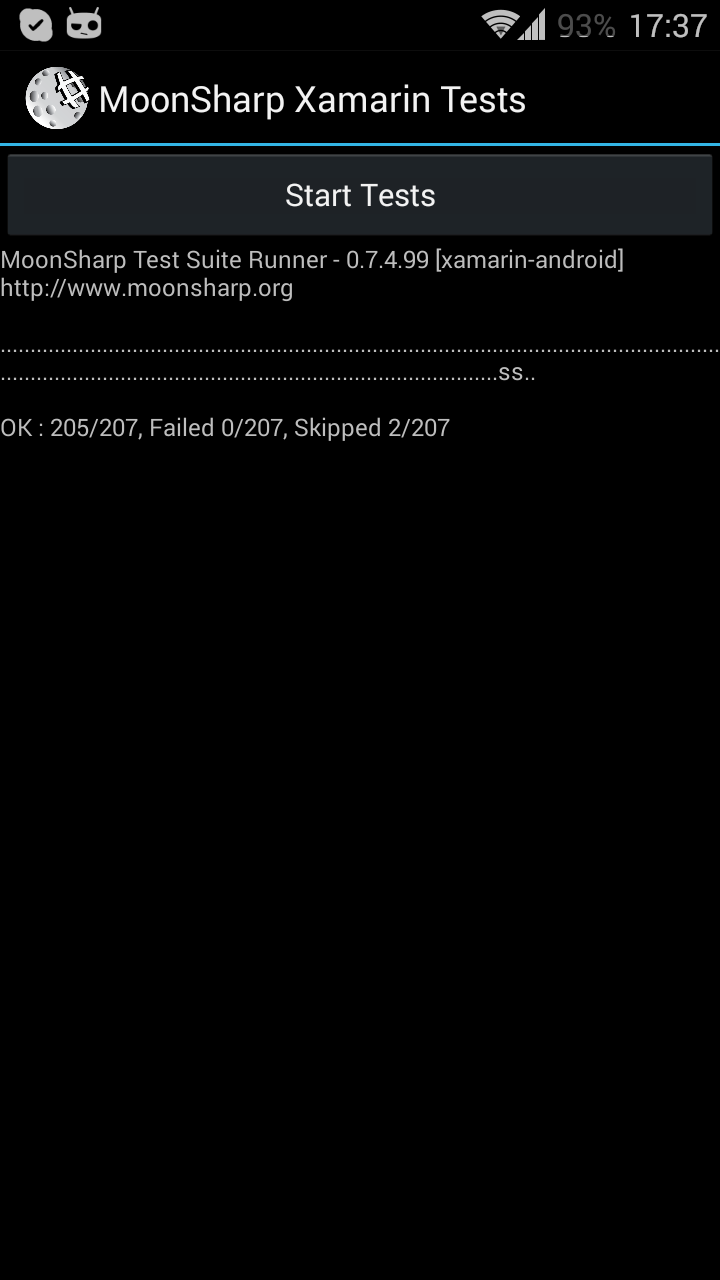 93% 17:37
MoonSharp Xamarin Tests
Start Tests
MoonSharp Test Suite Runner - 0.7.4.99 [xamarin-android]
http://www.moonsharp.org
........................................................................................................................
...................................................................................ss..
OK : 205/207, Failed 0/207, Skipped 2/207